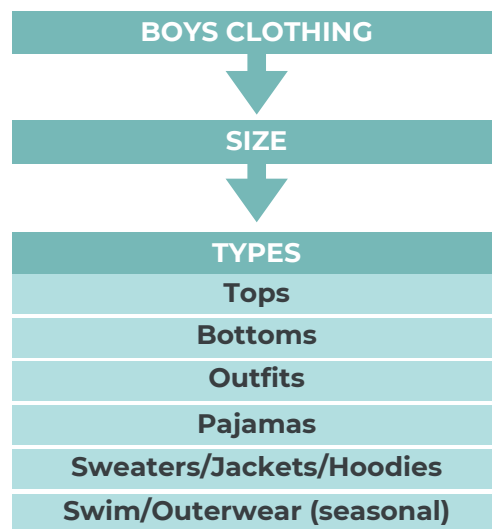 BOYS CLOTHING
SIZE
TYPES
Tops
Bottoms
Outfits
Pajamas
Sweaters/Jackets/Hoodies
Swim/Outerwear (seasonal)